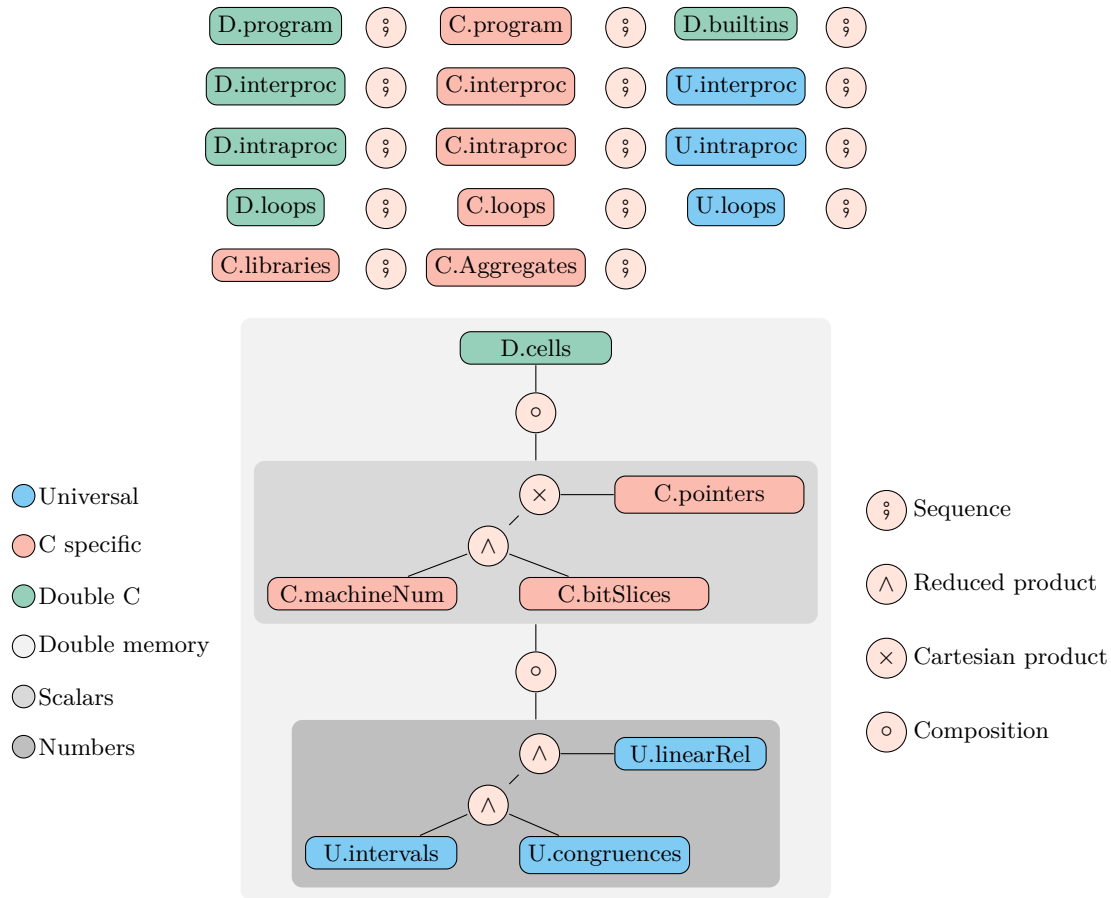 D.program ⨟ C.program ⨟ D.builtins ⨟
D.interproc ⨟ C.interproc ⨟ U.interproc ⨟
D.intraproc ⨟ C.intraproc ⨟ U.intraproc ⨟
D.loops ⨟ C.loops ⨟ U.loops ⨟
C.libraries ⨟ C.Aggregates ⨟
D.cells
∘
× C.pointers
∧
C.machineNum C.bitSlices
∘
∧ U.linearRel
∧
U.intervals U.congruences
Universal
C specific
Double C
Double memory
Scalars
Numbers
⨟ Sequence
∧ Reduced product
× Cartesian product
∘ Composition